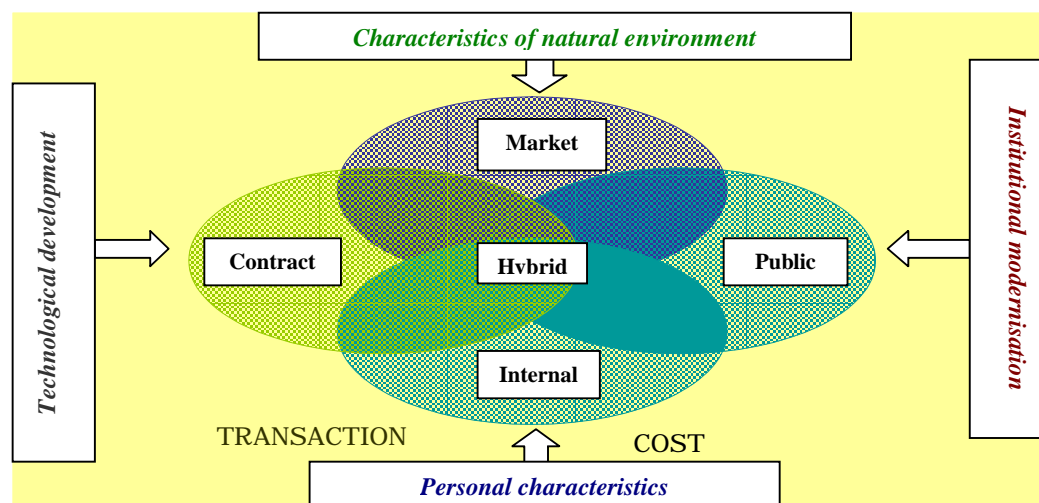 Characteristics of natural environment
Technological development
Institutional modernisation
Market
Contract
Hvbrid
Public
Internal
TRANSACTION
COST
Personal characteristics